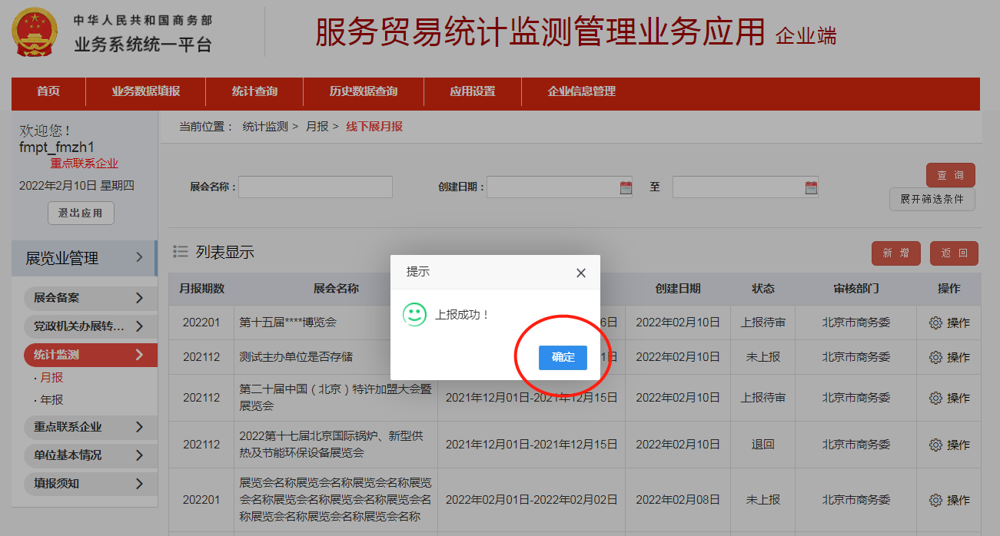 中华人民共和国商务部
业务系统统一平台
服务贸易统计监测管理业务应用 企业端
首页 业务数据填报 统计查询 历史数据查询 应用设置 企业信息管理
欢迎您！
fmpt_fmzh1
重点联系企业
2022年2月10日 星期四
退出应用
展览业管理
展会备案
党政机关办展转...
统计监测
· 月报
· 年报
重点联系企业
单位基本情况
填报须知
当前位置： 统计监测 > 月报 > 线下展月报
展会名称： 创建日期： 至 查 询
展开筛选条件
列表显示 新 增 返 回
月报期数 展会名称 创建日期 状态 审核部门 操作
202201 第十五届****博览会 6日 2022年02月10日 上报待审 北京市商务委 操作
202112 测试主办单位是否存储 1日 2022年02月10日 未上报 北京市商务委 操作
202112 第二十届中国（北京）特许加盟大会暨
展览会 2021年12月01日-2021年12月15日 2022年02月10日 上报待审 北京市商务委 操作
202112 2022第十七届北京国际锅炉、新型供
热及节能环保设备展览会 2021年12月01日-2021年12月15日 2022年02月10日 退回 北京市商务委 操作
202201 展览会名称展览会名称展览会名称展览
会名称展览会名称展览会名称展览会名
称展览会名称展览会名称展览会名称 2022年02月01日-2022年02月02日 2022年02月08日 未上报 北京市商务委 操作
提示
上报成功！
确定